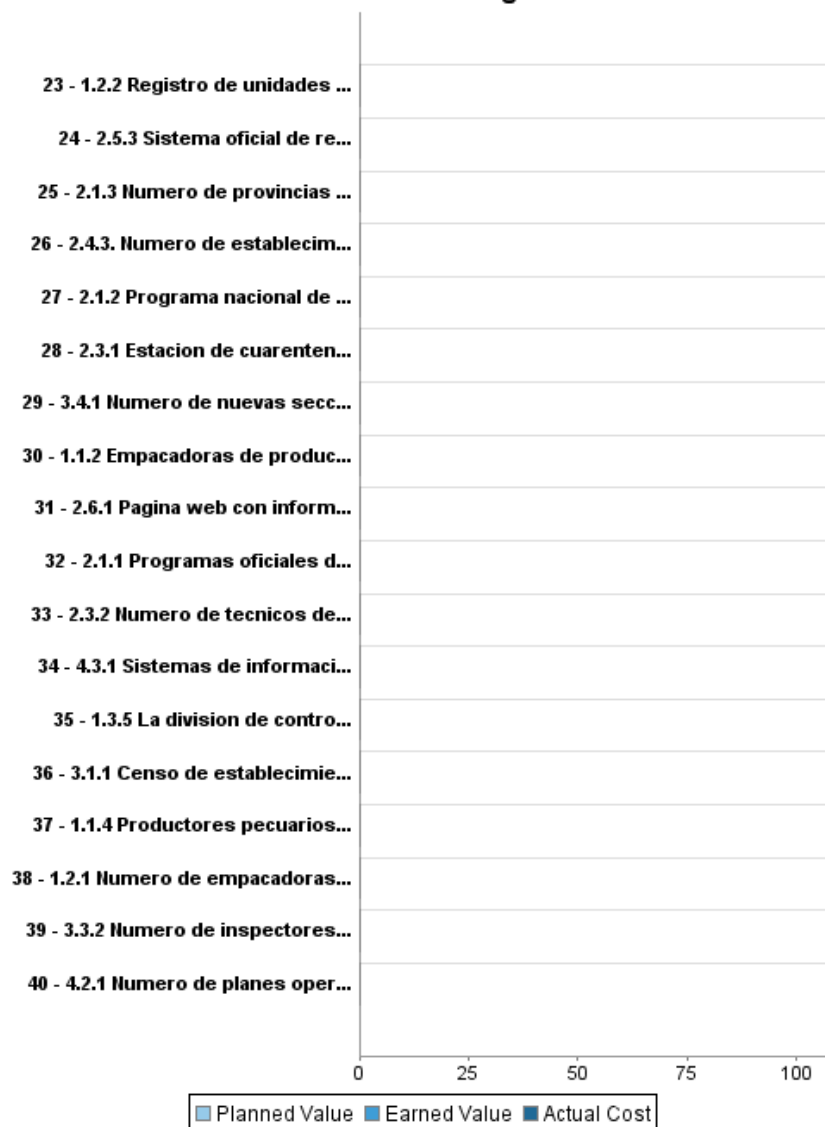 23 - 1.2.2 Registro de unidades ...
24 - 2.5.3 Sistema oficial de re...
25 - 2.1.3 Numero de provincias ...
26 - 2.4.3. Numero de establecim...
27 - 2.1.2 Programa nacional de ...
28 - 2.3.1 Estacion de cuarenten...
29 - 3.4.1 Numero de nuevas secc...
30 - 1.1.2 Empacadoras de produc...
31 - 2.6.1 Pagina web con inform...
32 - 2.1.1 Programas oficiales d...
33 - 2.3.2 Numero de tecnicos de...
34 - 4.3.1 Sistemas de informaci...
35 - 1.3.5 La division de contro...
36 - 3.1.1 Censo de establecimie...
37 - 1.1.4 Productores pecuarios...
38 - 1.2.1 Numero de empacadoras...
39 - 3.3.2 Numero de inspectores...
40 - 4.2.1 Numero de planes oper...
0 25 50 75 100
Planned Value Earned Value Actual Cost